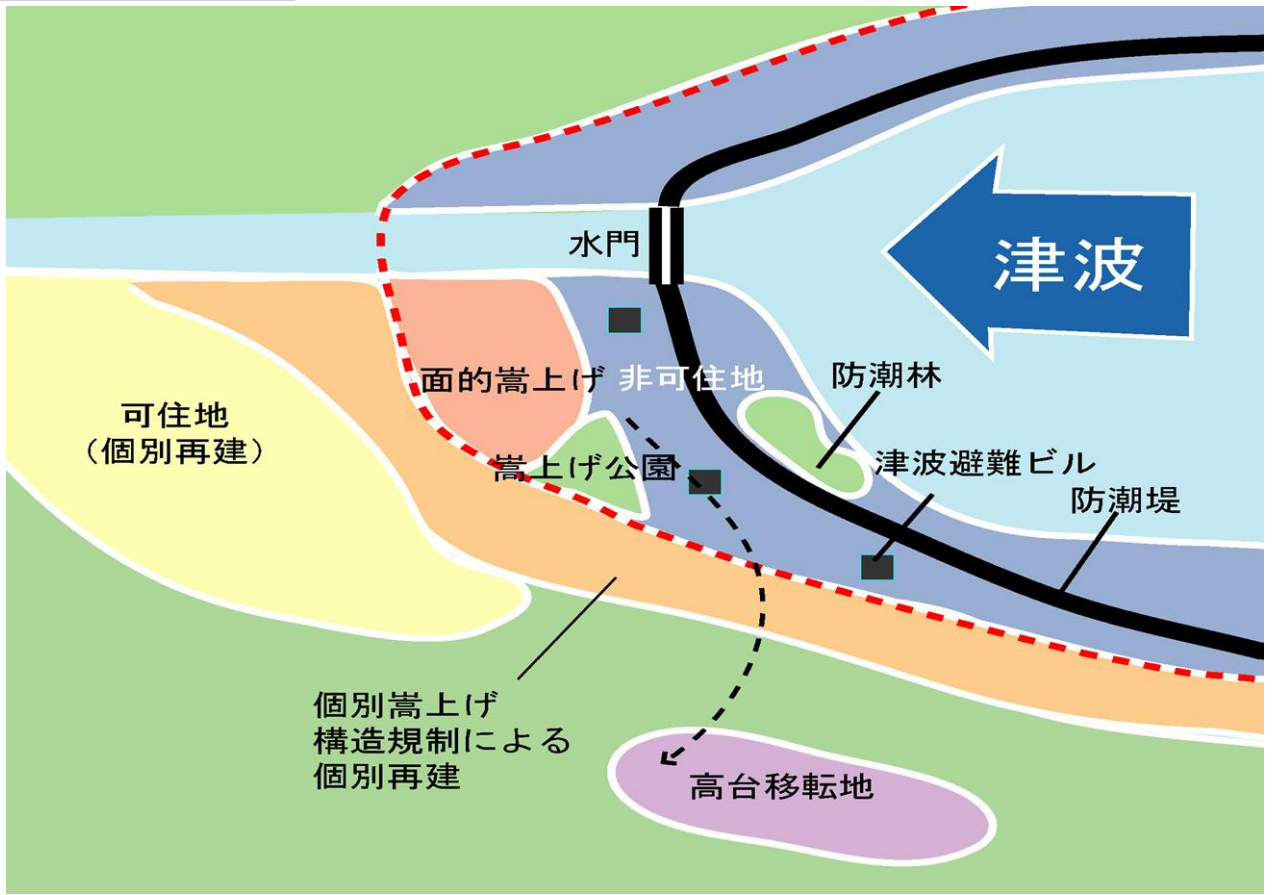 水門
津波
面的嵩上げ
非可住地
防潮林
可住地
（個別再建）
嵩上げ公園
津波避難ビル
防潮堤
個別嵩上げ
構造規制による
個別再建
高台移転地